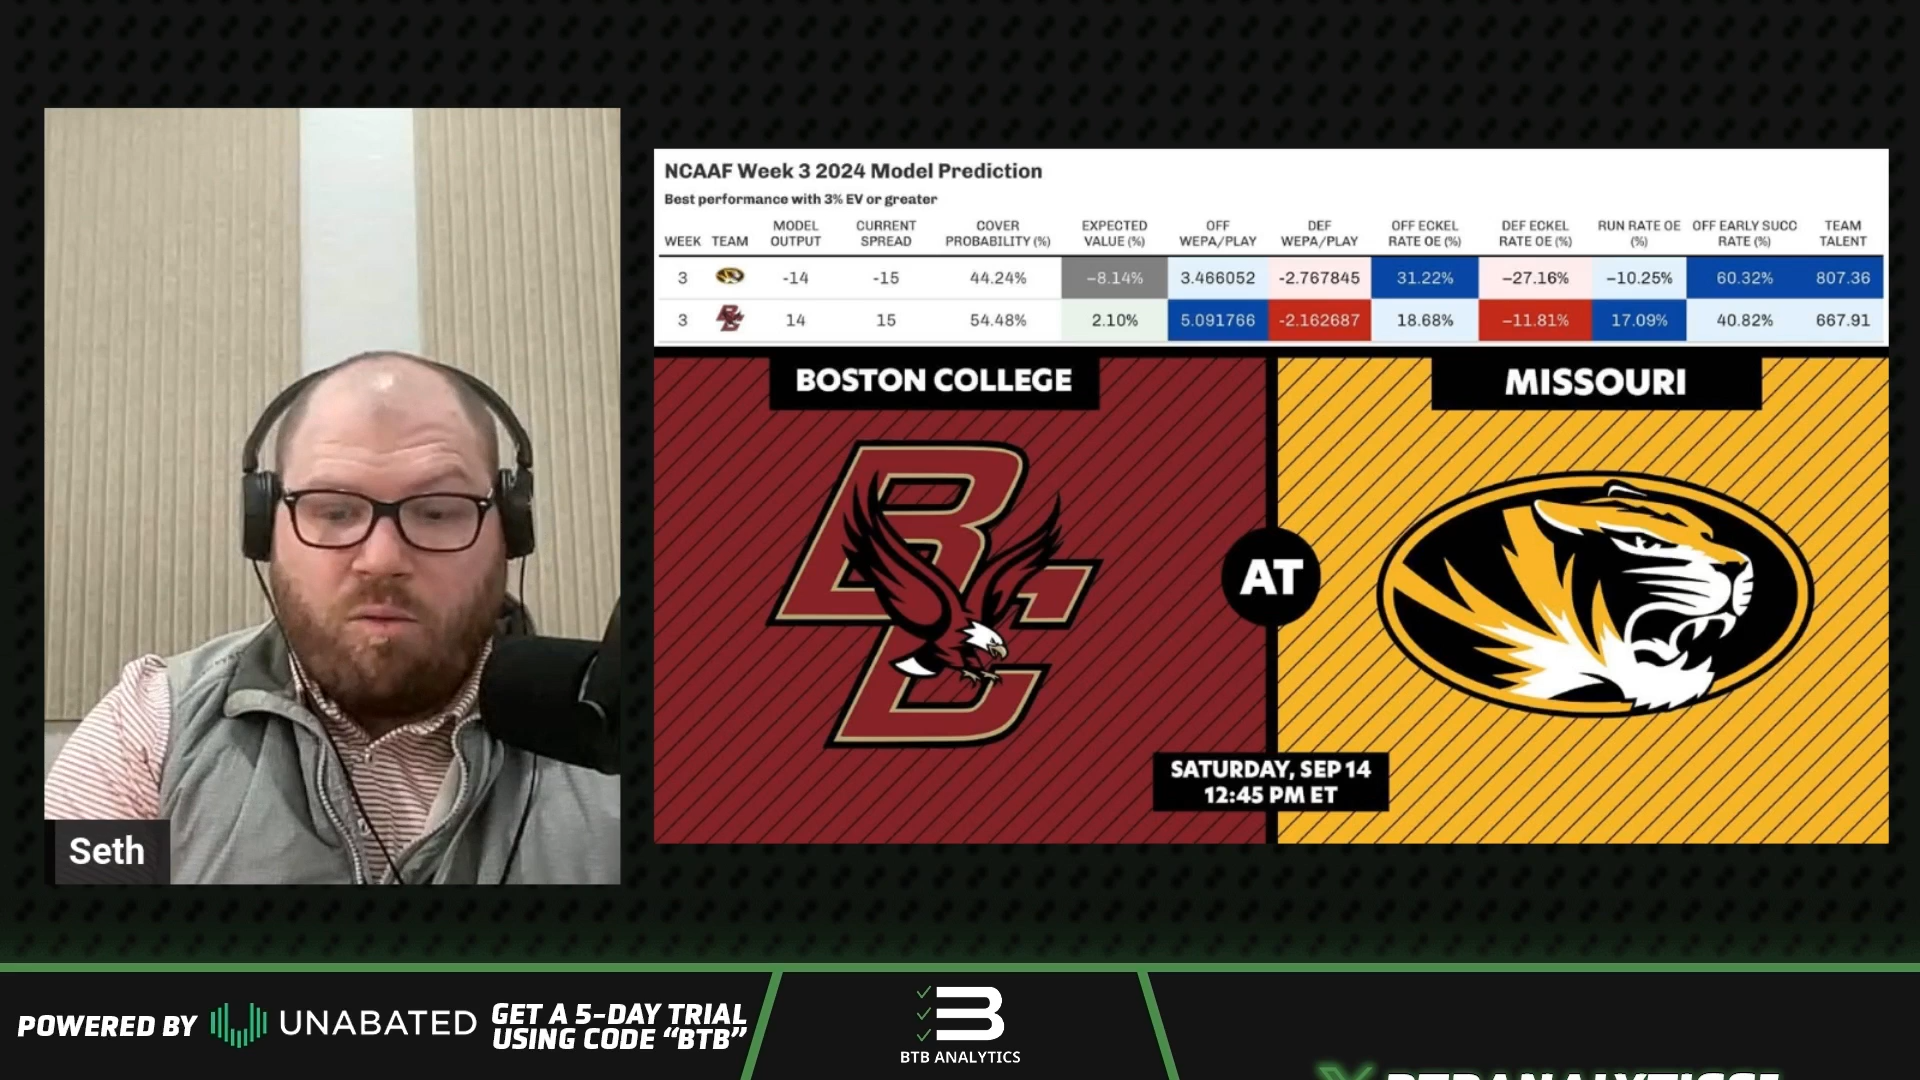 NCAAF Week 3 2024 Model Prediction
Best performance with 3% EV or greater
WEEK TEAM MODEL OUTPUT CURRENT SPREAD COVER PROBABILITY (%) EXPECTED VALUE (%) OFF WEPA/PLAY DEF WEPA/PLAY OFF ECKEL RATE OE (%) DEF ECKEL RATE OE (%) RUN RATE OE (%) OFF EARLY SUCC RATE (%) TEAM TALENT
3 -14 -15 44.24% −8.14% 3.466052 -2.767845 31.22% −27.16% −10.25% 60.32% 807.36
3 BC 14 15 54.48% 2.10% 5.091766 -2.162687 18.68% −11.81% 17.09% 40.82% 667.91
BOSTON COLLEGE
MISSOURI
BC
AT
SATURDAY, SEP 14
12:45 PM ET
Seth
POWERED BY UNABATED
GET A 5-DAY TRIAL
USING CODE “BTB”
B
BTB ANALYTICS